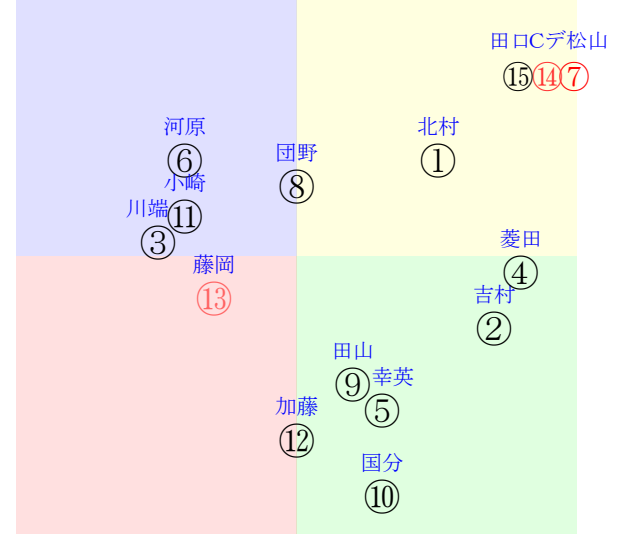 田口Cデ松山
⑮⑭⑦
河原
⑥
北村
①
団野
⑧
小崎
⑪
川端
③
菱田
④
藤岡
⑬
吉村
②
田山
⑨
幸英
⑤
加藤
⑫
国分
⑩